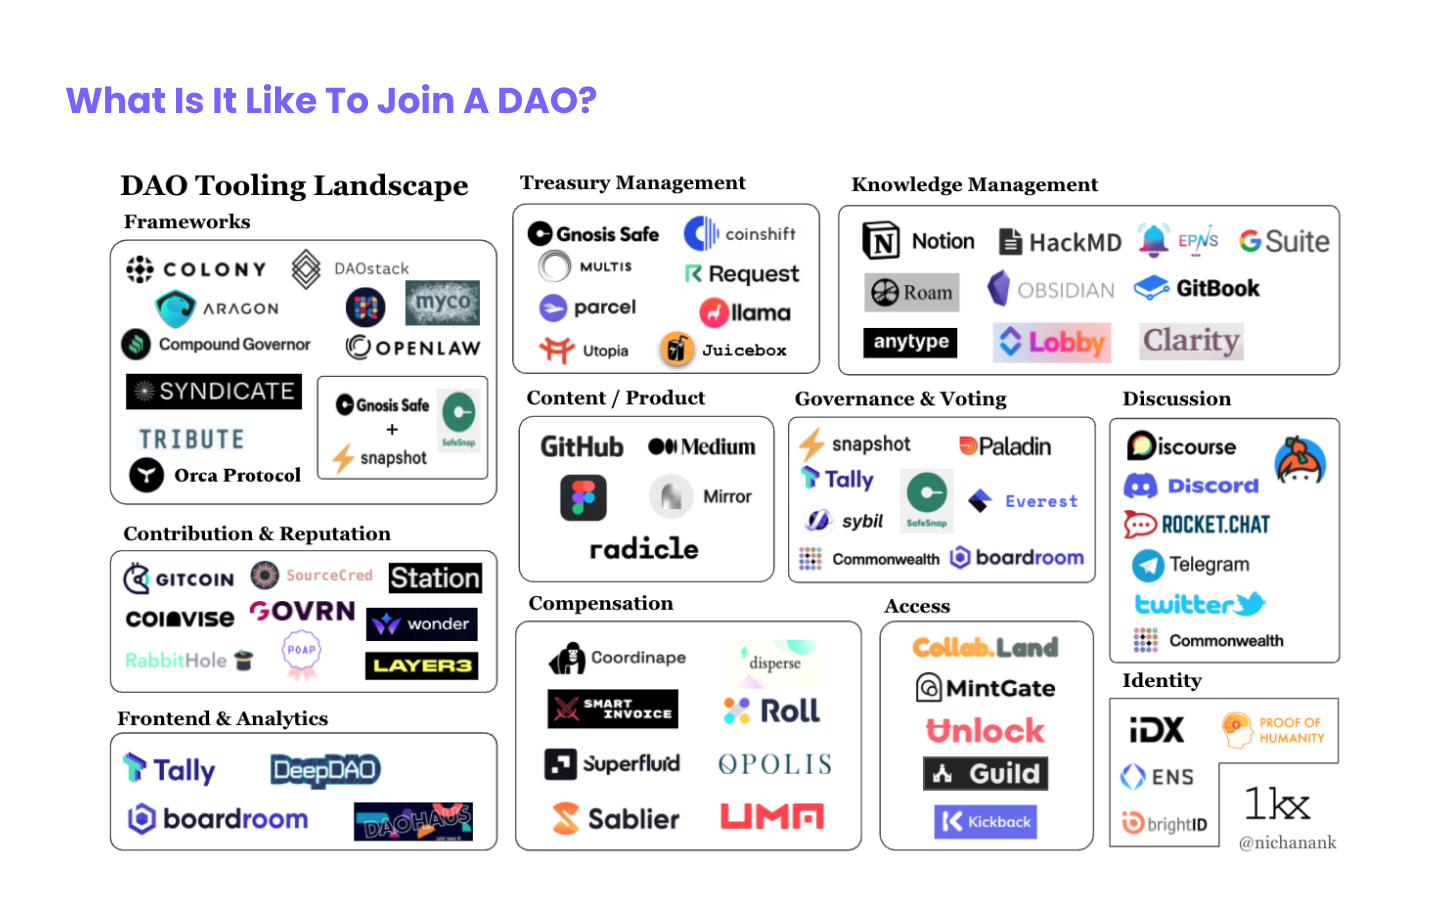 What Is It Like To Join A DAO?
DAO Tooling Landscape
Frameworks
COLONY
DAOstack
ARAGON
myco
Compound Governor
OPENLAW
SYNDICATE
Gnosis Safe
+
snapshot
SafeSnap
TRIBUTE
Orca Protocol
Contribution & Reputation
GITCOIN
SourceCred
Station
COINVISE
GOVRN
wonder
RabbitHole
POAP
LAYER3
Frontend & Analytics
Tally
DeepDAO
boardroom
DAOHAUS
Treasury Management
Gnosis Safe
coinshift
MULTIS
Request
parcel
llama
Utopia
Juicebox
Knowledge Management
Notion
HackMD
EPNS
G Suite
Roam
OBSIDIAN
GitBook
anytype
Lobby
Clarity
Content / Product
GitHub
Medium
Mirror
radicle
Governance & Voting
snapshot
Paladin
Tally
SafeSnap
Everest
sybil
Commonwealth
boardroom
Discussion
Discourse
Discord
ROCKET.CHAT
Telegram
twitter
Commonwealth
Compensation
Coordinape
disperse
SMART
INVOICE
Roll
Superfluid
OPOLIS
Sablier
UMA
Access
Collab.Land
MintGate
Unlock
Guild
Kickback
Identity
iDX
PROOF OF
HUMANITY
ENS
brightID
1kx
@nichanank